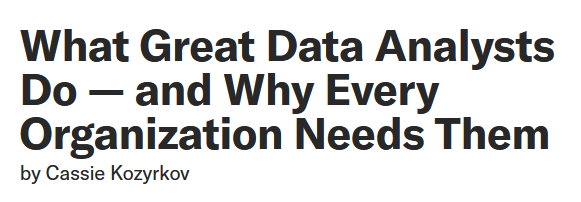 What Great Data Analysts
Do — and Why Every
Organization Needs Them
by Cassie Kozyrkov